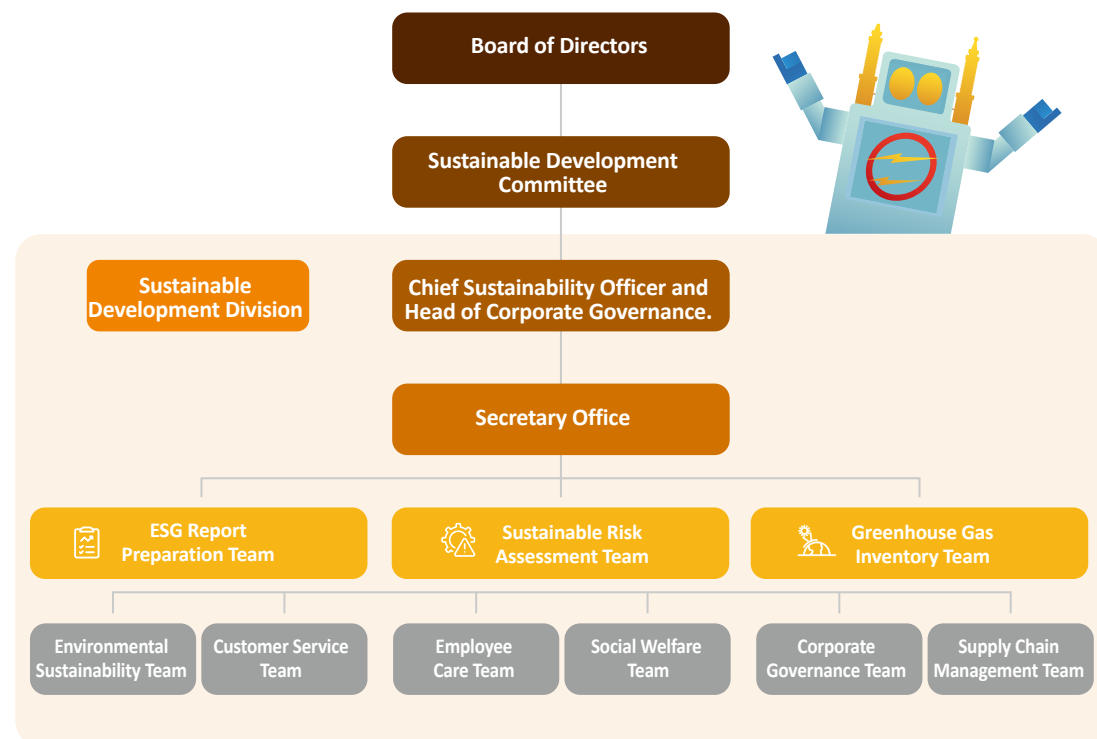 Board of Directors
Sustainable Development
Committee
Sustainable
Development Division
Chief Sustainability Officer and
Head of Corporate Governance.
Secretary Office
ESG Report
Preparation Team
Sustainable Risk
Assessment Team
Greenhouse Gas
Inventory Team
Environmental
Sustainability Team
Customer Service
Team
Employee
Care Team
Social Welfare
Team
Corporate
Governance Team
Supply Chain
Management Team